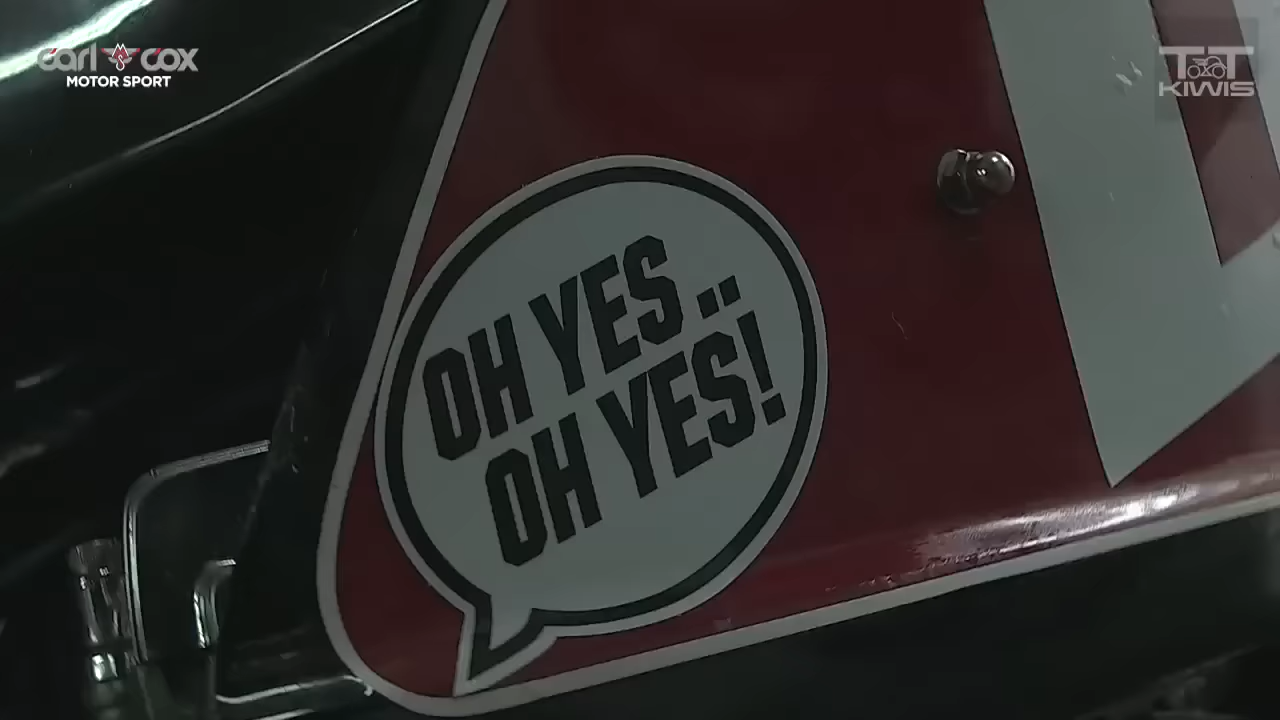 carl cox
MOTOR SPORT
TT
KIWIS
OH YES..
OH YES!